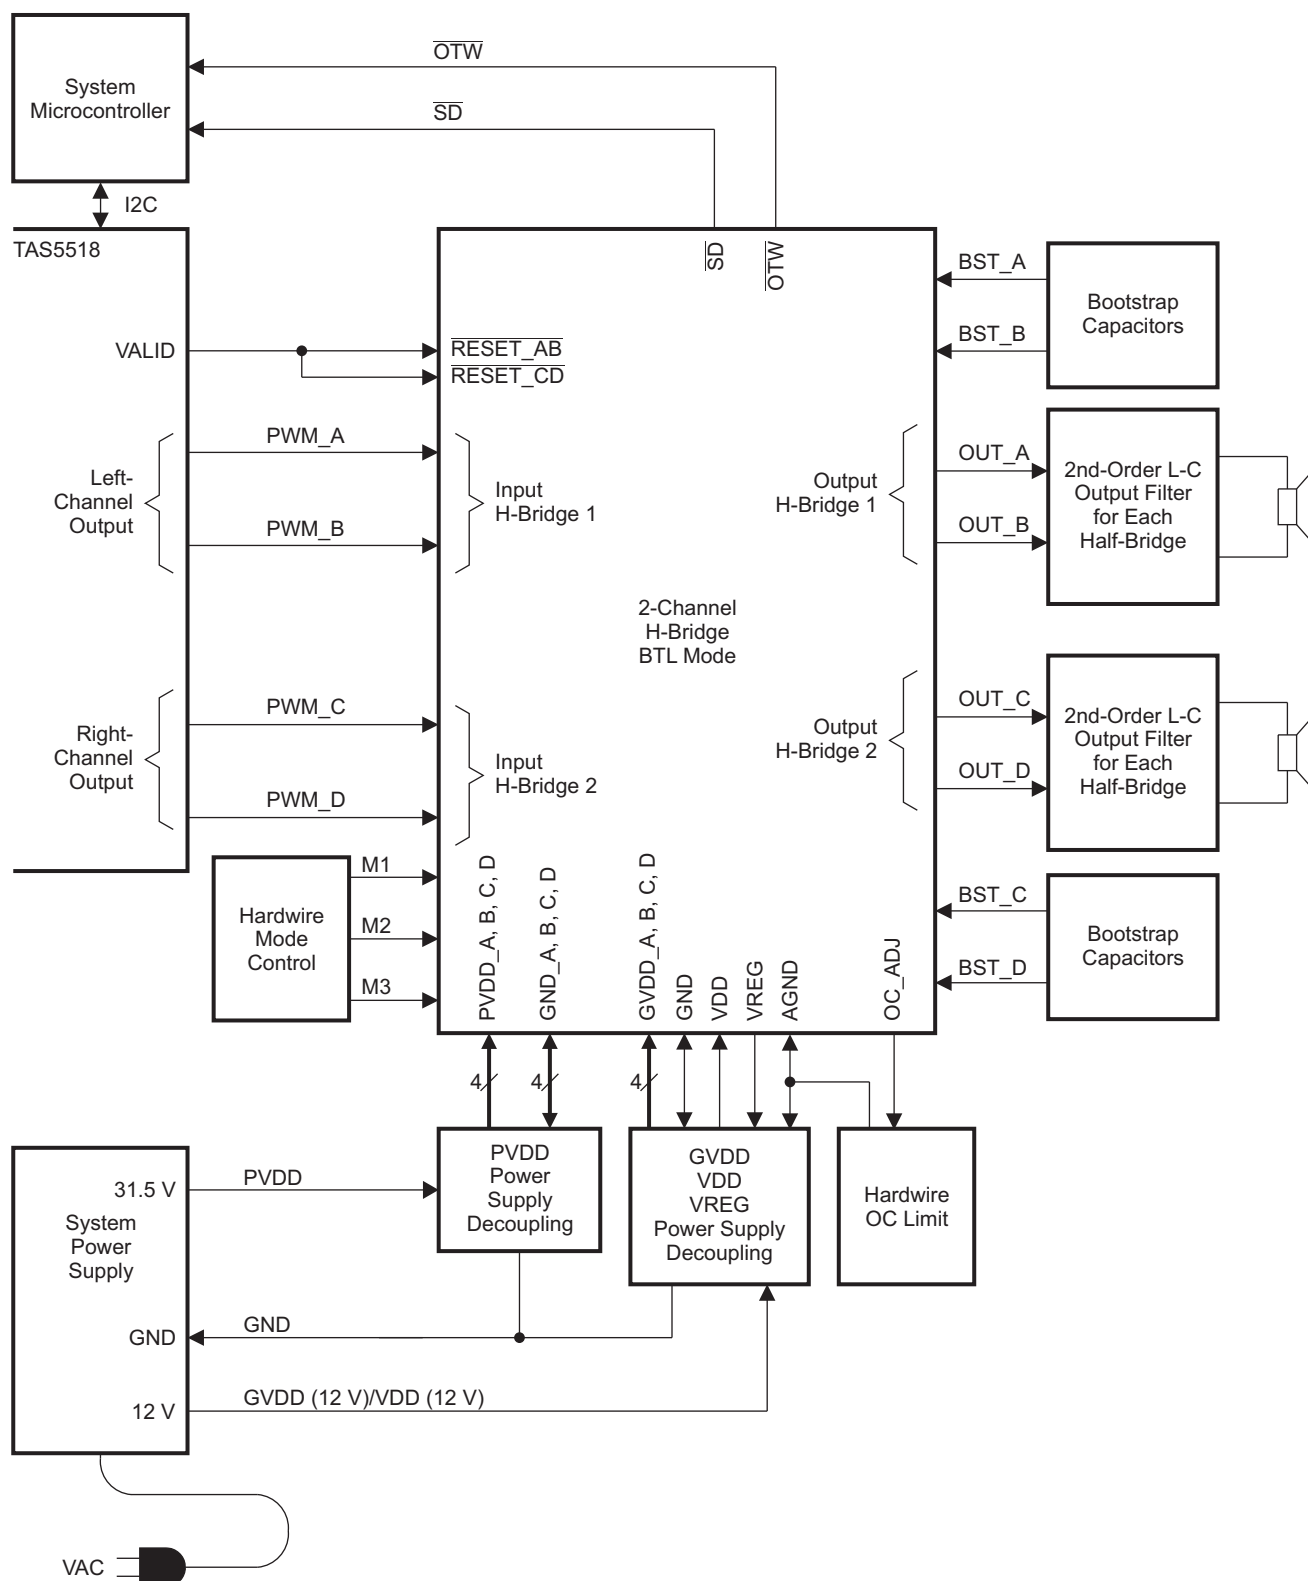 OTW
System
Microcontroller
SD
I2C
TAS5518
SD
OTW
BST_A
Bootstrap
Capacitors
BST_B
VALID
RESET_AB
RESET_CD
PWM_A
Left-
Channel
Output
PWM_B
Input
H-Bridge 1
Output
H-Bridge 1
OUT_A
OUT_B
2nd-Order L-C
Output Filter
for Each
Half-Bridge
2-Channel
H-Bridge
BTL Mode
PWM_C
Right-
Channel
Output
PWM_D
Input
H-Bridge 2
Output
H-Bridge 2
OUT_C
OUT_D
2nd-Order L-C
Output Filter
for Each
Half-Bridge
Hardwire
Mode
Control
M1
M2
M3
PVDD_A, B, C, D
GND_A, B, C, D
GVDD_A, B, C, D
GND
VDD
VREG
AGND
OC_ADJ
BST_C
Bootstrap
Capacitors
BST_D
4
4
4
31.5 V
System
Power
Supply
GND
12 V
PVDD
PVDD
Power
Supply
Decoupling
GVDD
VDD
VREG
Power Supply
Decoupling
Hardwire
OC Limit
GND
GVDD (12 V)/VDD (12 V)
VAC